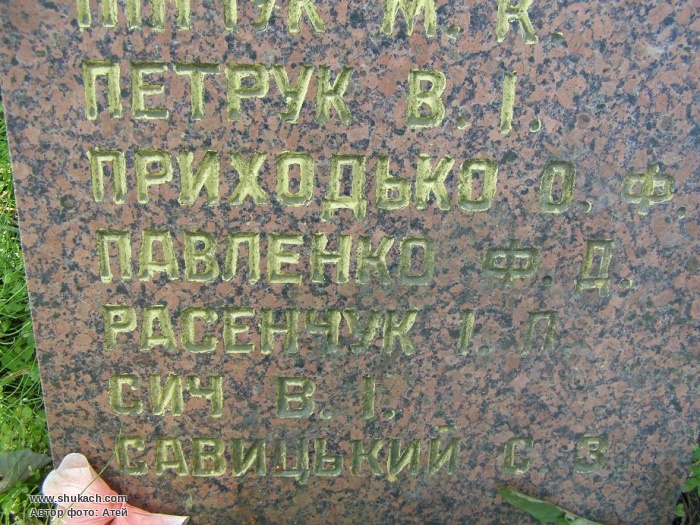 М. К.
ПЕТРУК В. І.
ПРИХОДЬКО О. Ф.
ПАВЛЕНКО Ф. Д.
РАСЕНЧУК І. П.
СИЧ В. І.
САВИЦЬКИЙ С З
www.shukach.com
Автор фото: Атей